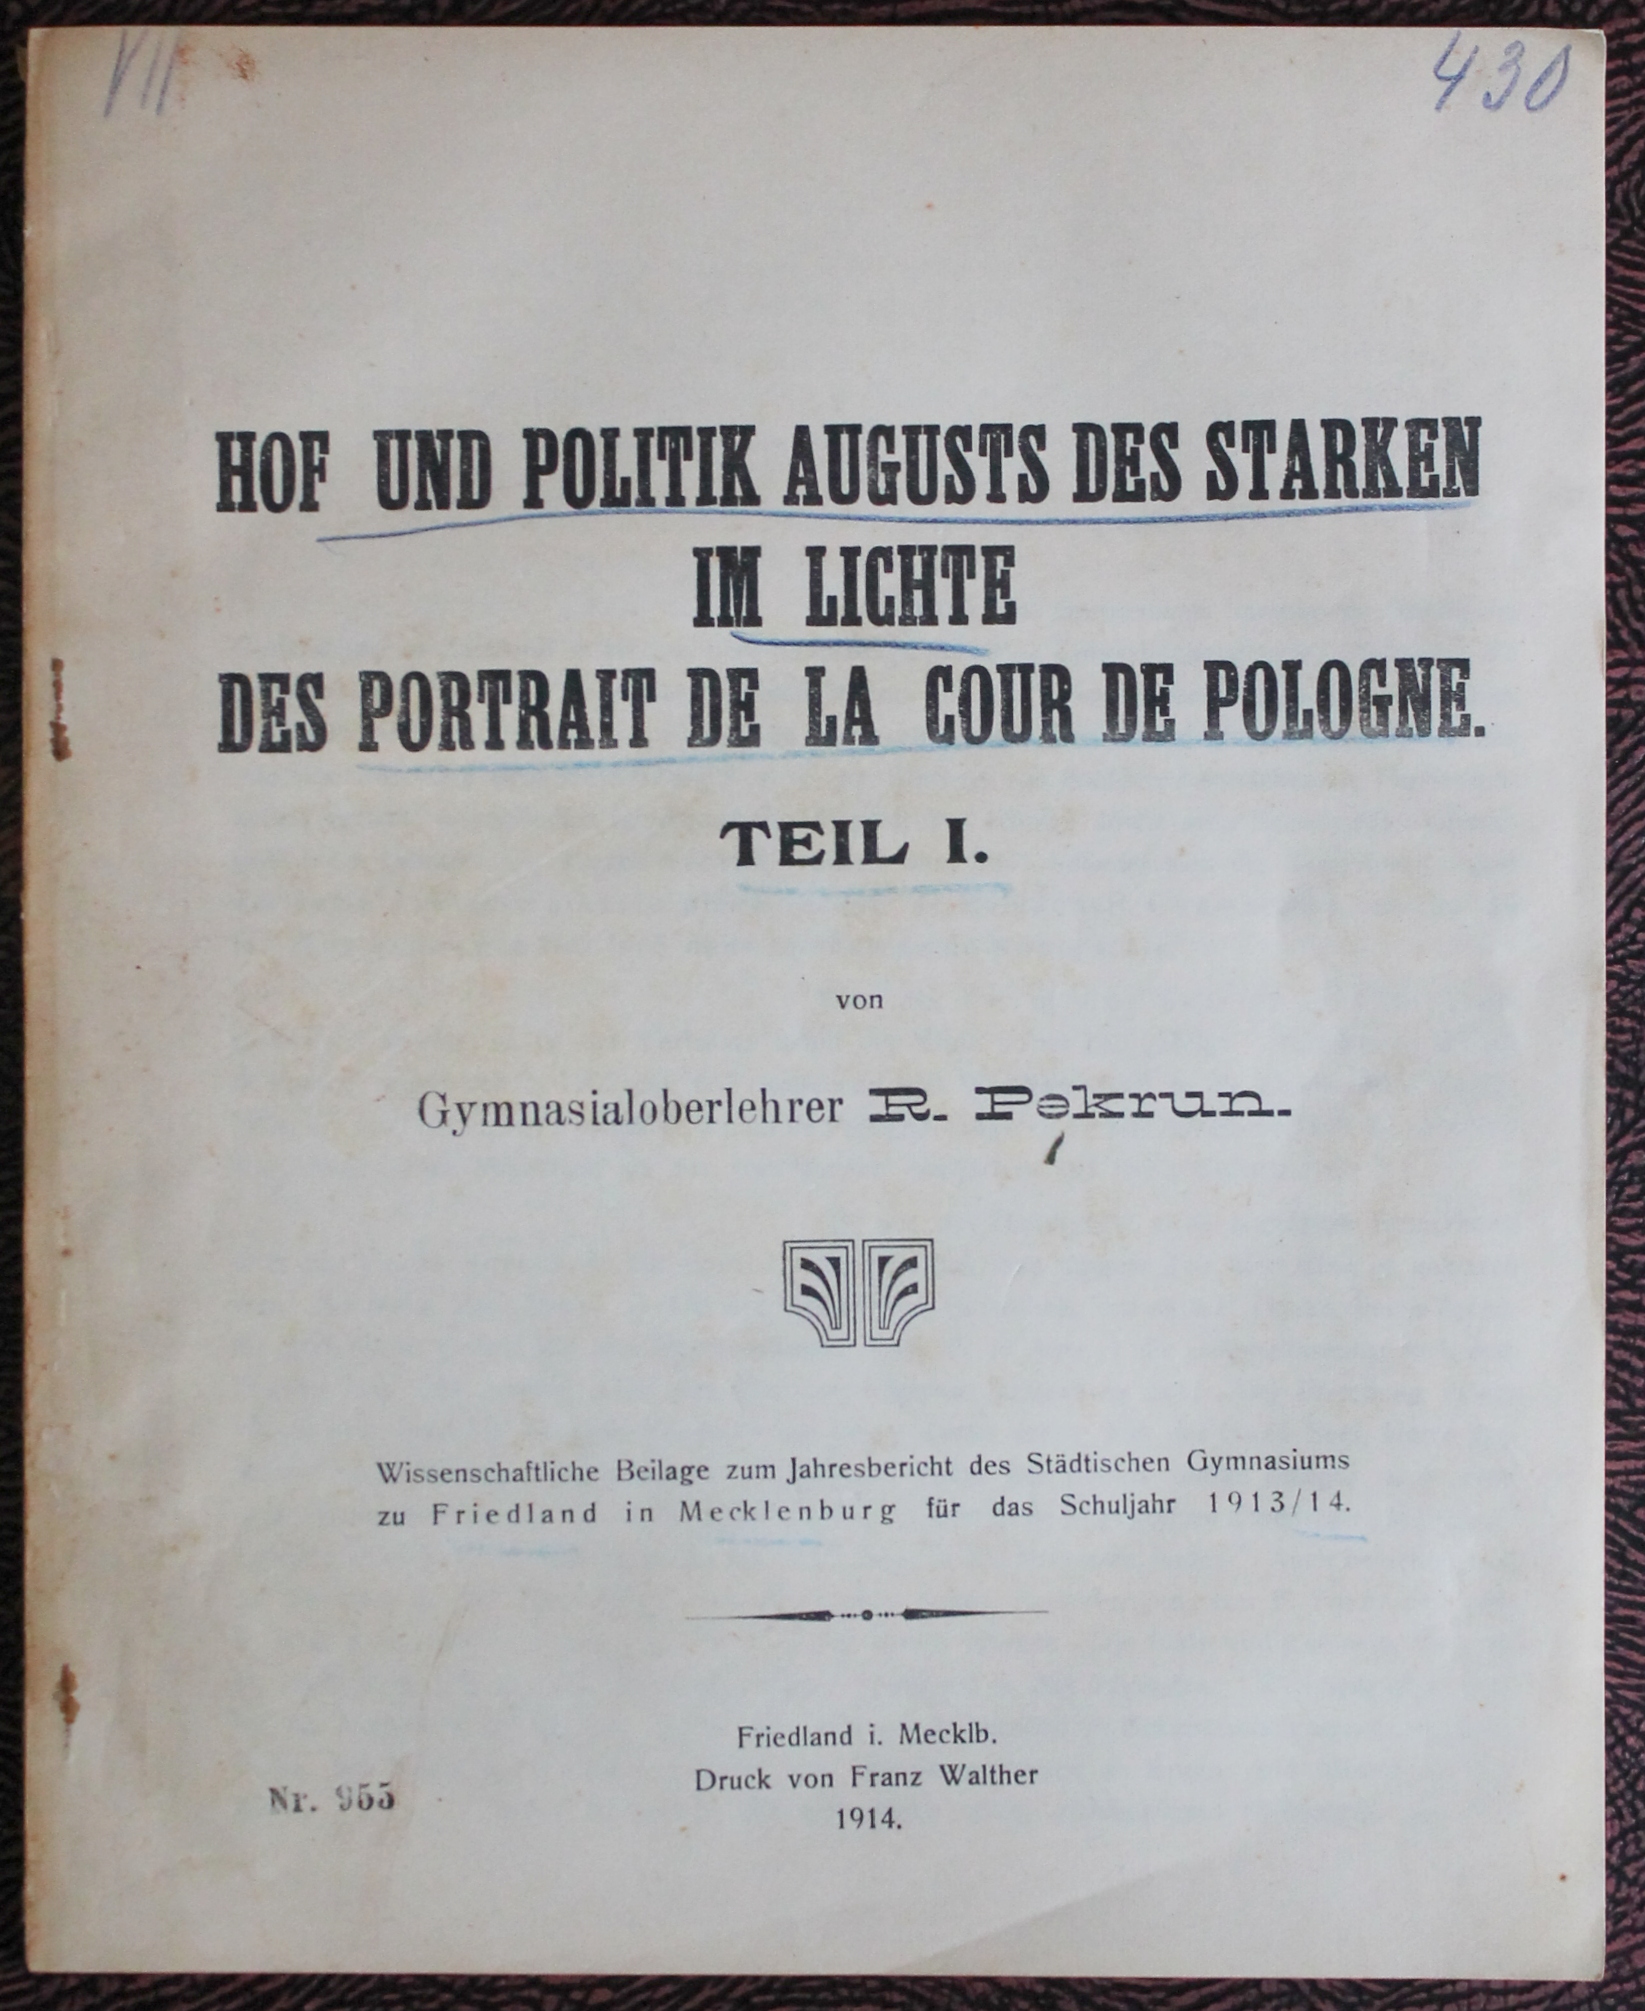 VII
430
HOF UND POLITIK AUGUSTS DES STARKEN
IM LICHTE
DES PORTRAIT DE LA COUR DE POLOGNE.
TEIL I.
von
Gymnasialoberlehrer R. Pekrun.
Wissenschaftliche Beilage zum Jahresbericht des Städtischen Gymnasiums
zu Friedland in Mecklenburg für das Schuljahr 1913/14.
Friedland i. Mecklb.
Druck von Franz Walther
1914.
Nr. 955